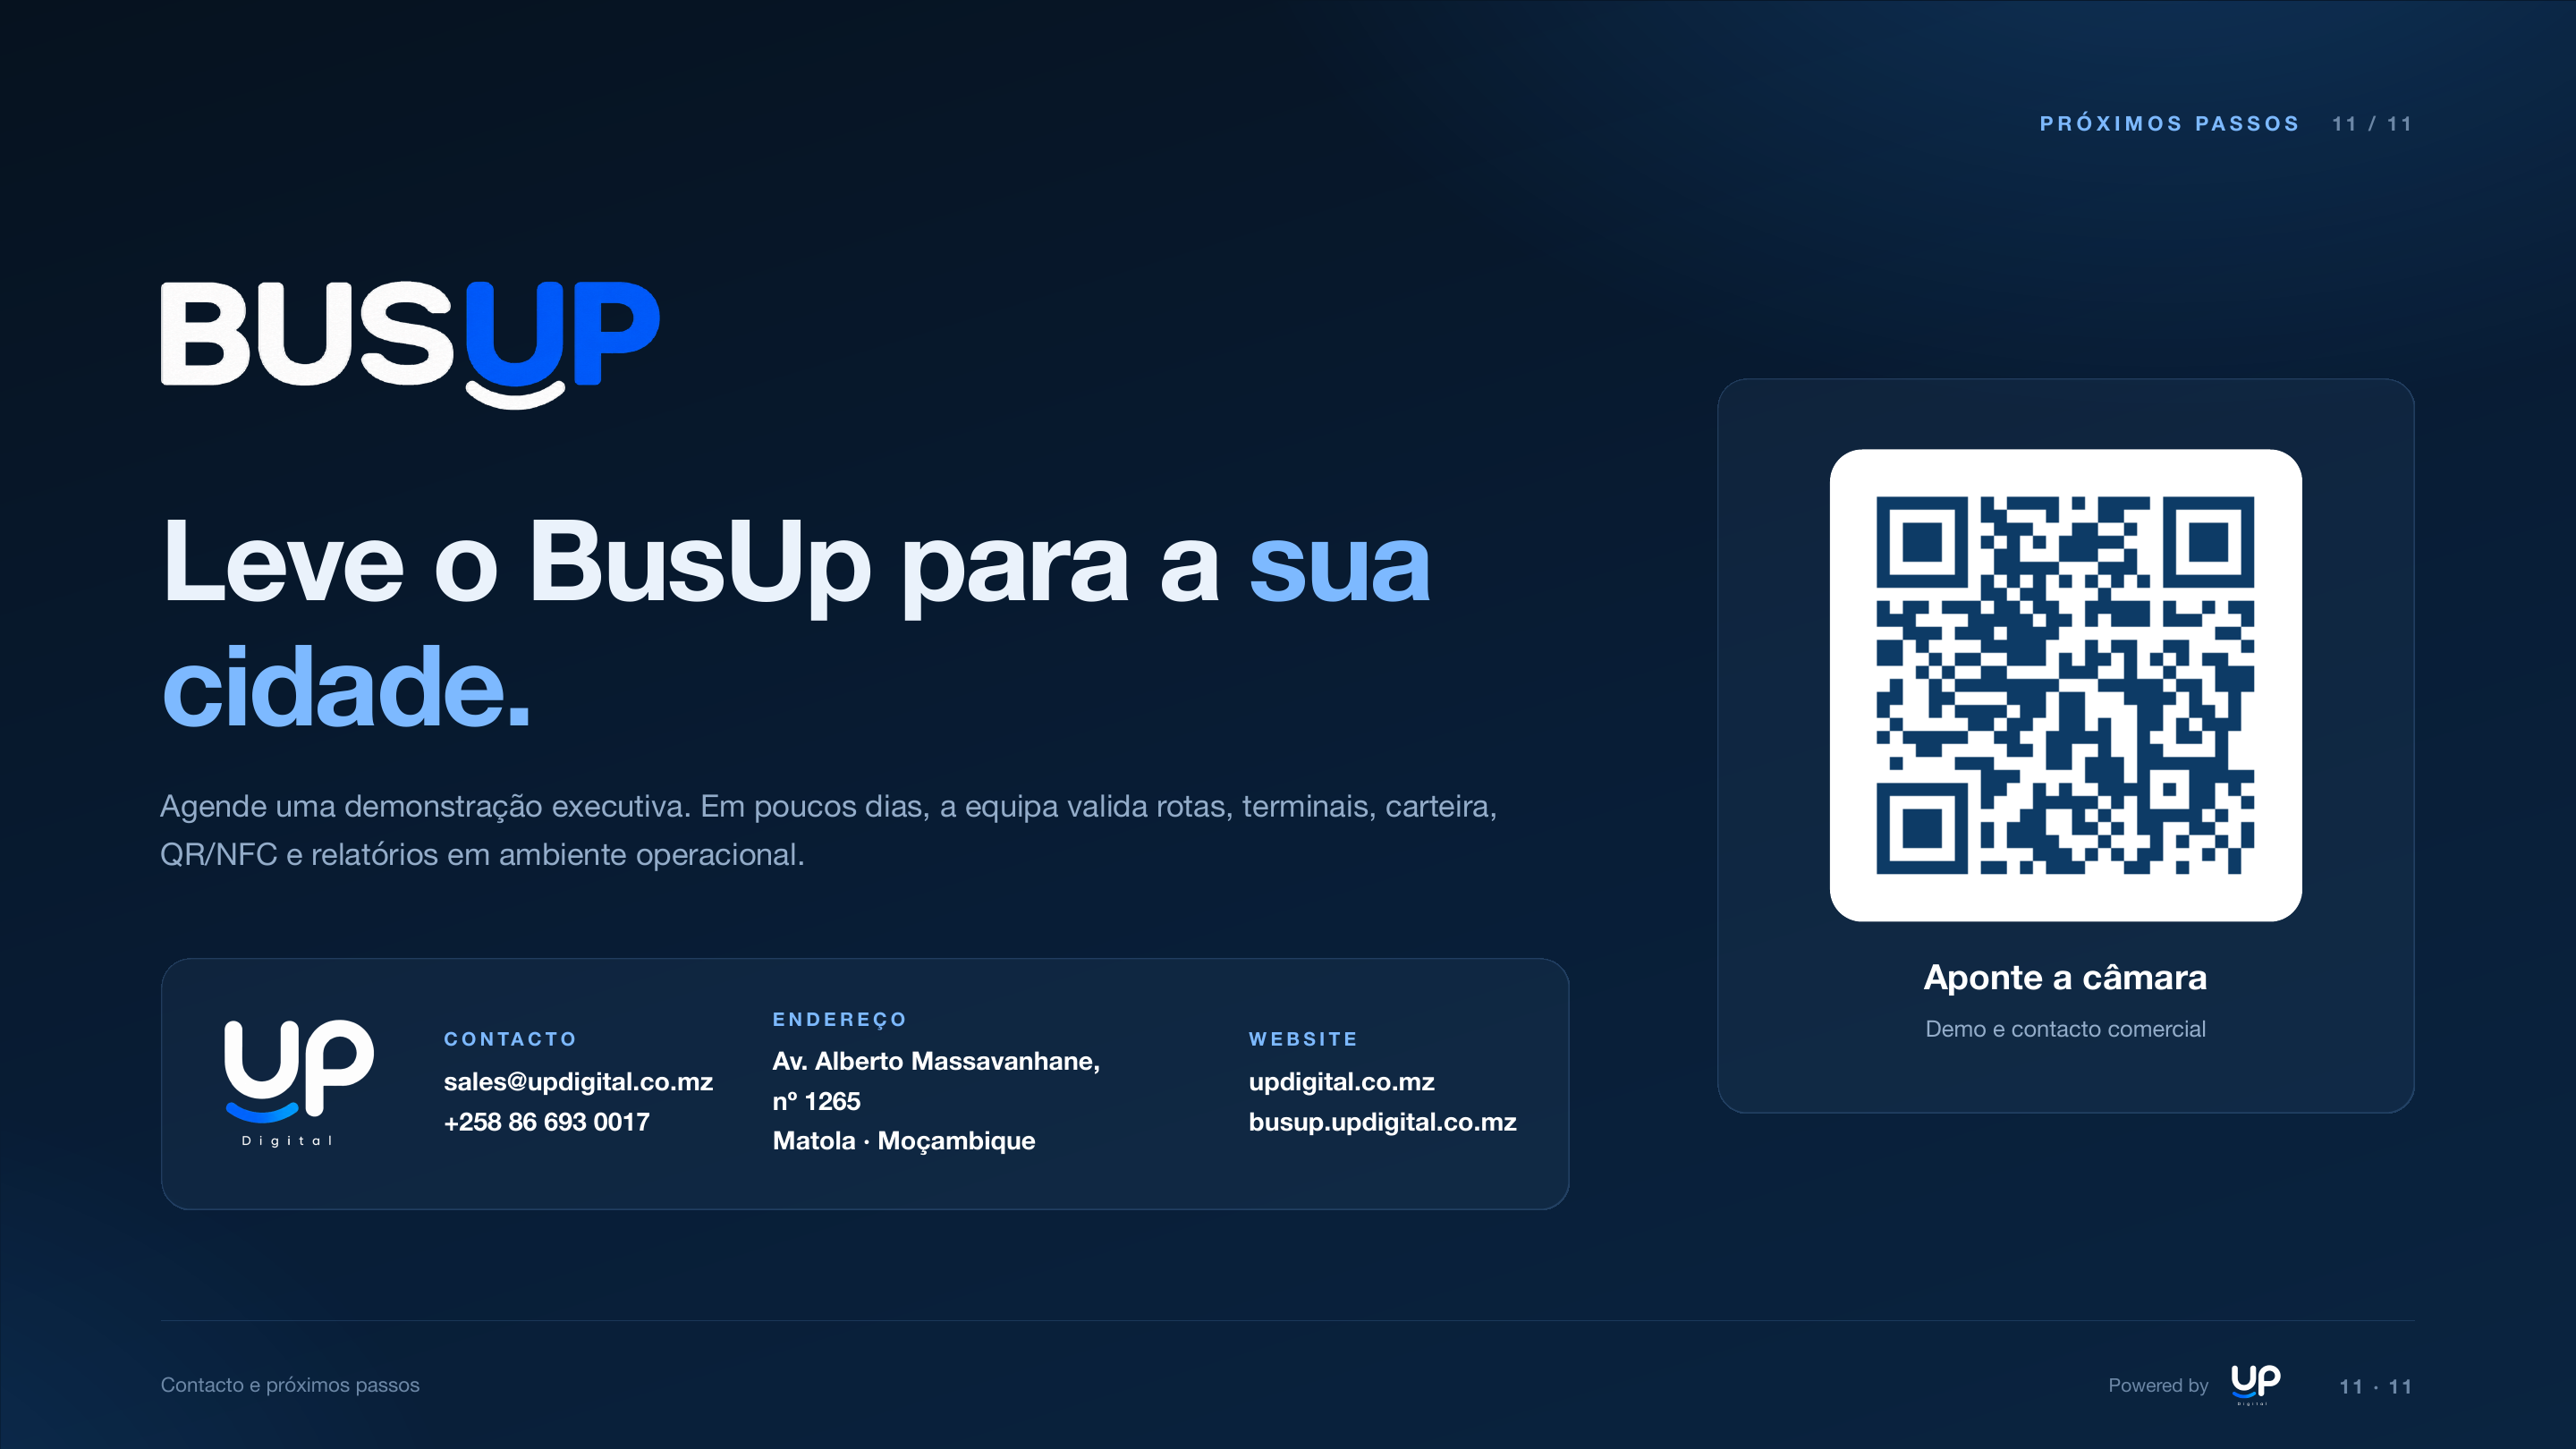 PRÓXIMOS PASSOS 11 / 11
BUSUP
Leve o BusUp para a sua
cidade.
Agende uma demonstração executiva. Em poucos dias, a equipa valida rotas, terminais, carteira,
QR/NFC e relatórios em ambiente operacional.
UP
Digital
CONTACTO
sales@updigital.co.mz
+258 86 693 0017
ENDEREÇO
Av. Alberto Massavanhane,
nº 1265
Matola · Moçambique
WEBSITE
updigital.co.mz
busup.updigital.co.mz
Aponte a câmara
Demo e contacto comercial
Contacto e próximos passos
Powered by UP Digital 11 · 11